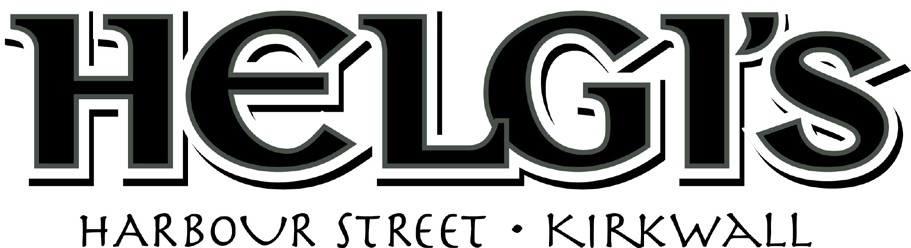 HELGI's
HARBOUR STREET • KIRKWALL